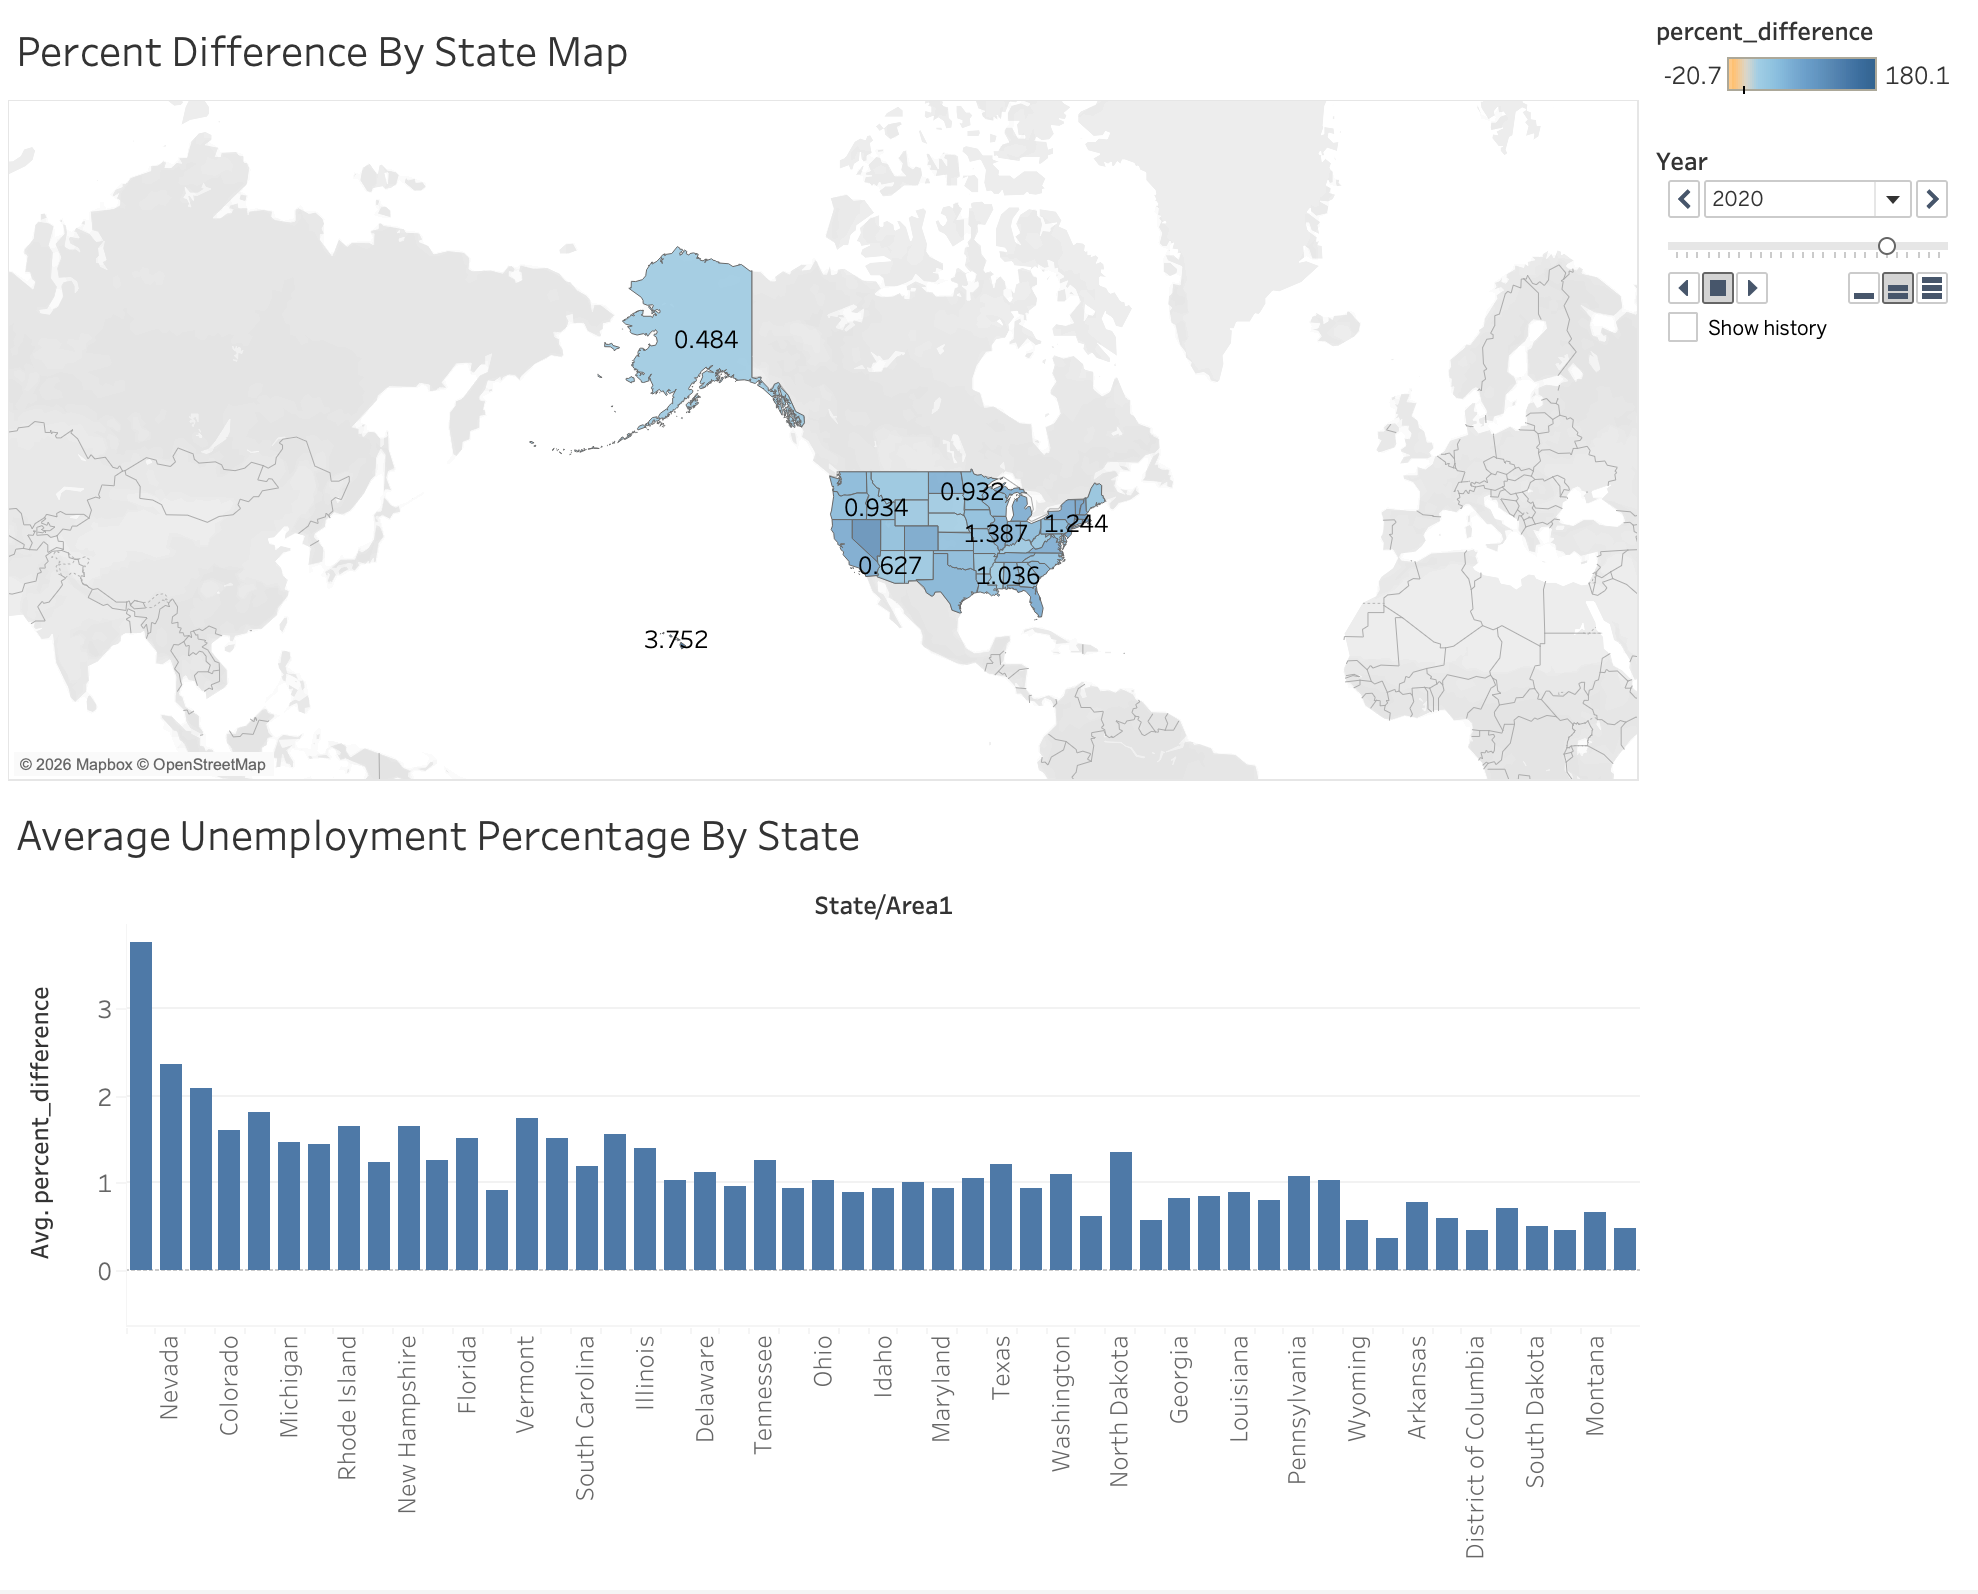 Percent Difference By State Map
percent_difference
-20.7 180.1
Year
2020
Show history
0.484
0.932
0.934
1.244
1.387
0.627
1.036
3.752
© 2026 Mapbox © OpenStreetMap
Average Unemployment Percentage By State
State/Area1
Avg. percent_difference
3
2
1
0
Nevada
Colorado
Michigan
Rhode Island
New Hampshire
Florida
Vermont
South Carolina
Illinois
Delaware
Tennessee
Ohio
Idaho
Maryland
Texas
Washington
North Dakota
Georgia
Louisiana
Pennsylvania
Wyoming
Arkansas
District of Columbia
South Dakota
Montana